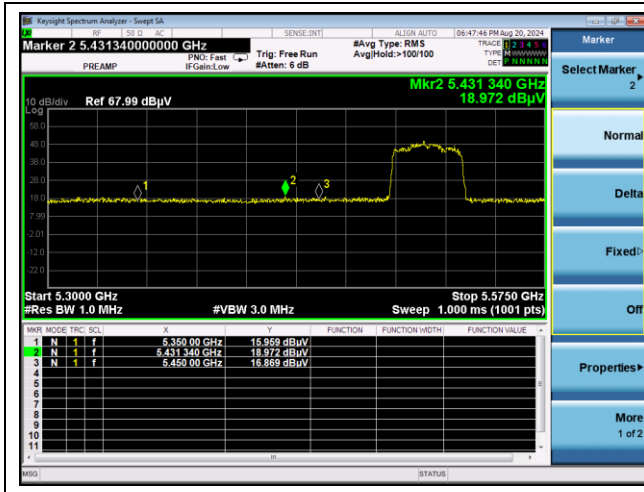 Keysight Spectrum Analyzer - Swept SA
RF 50 Ω AC SENSE:INT ALIGN AUTO 06:47:46 PM Aug 20, 2024
Marker 2 5.431340000000 GHz
PREAMP
PNO: Fast
IFGain:Low
Trig: Free Run
#Atten: 6 dB
#Avg Type: RMS
Avg|Hold:>100/100
TRACE 1 2 3 4 5 6
TYPE M WWWWW
DET P N N N N N
Mkr2 5.431 340 GHz
18.972 dBµV
10 dB/div Ref 67.99 dBµV
Log
58.0
48.0
38.0
28.0
18.0
7.99
-2.01
-12.0
-22.0
1
2
3
Start 5.3000 GHz Stop 5.5750 GHz
#Res BW 1.0 MHz #VBW 3.0 MHz Sweep 1.000 ms (1001 pts)
MKR MODE TRC SCL X Y FUNCTION FUNCTION WIDTH FUNCTION VALUE
1 N 1 f 5.350 00 GHz 15.959 dBµV
2 N 1 f 5.431 340 GHz 18.972 dBµV
3 N 1 f 5.450 00 GHz 16.869 dBµV
4
5
6
7
8
9
10
11
MSG STATUS
Marker
Select Marker
2
Normal
Delta
Fixed
Off
Properties
More
1 of 2